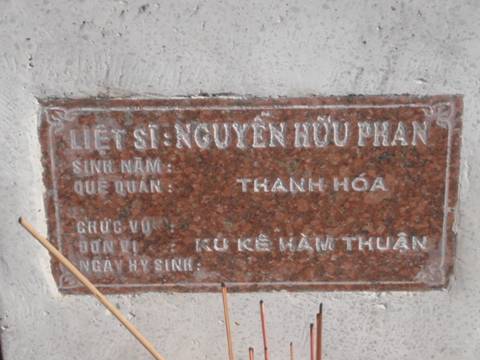 LIỆT SĨ: NGUYỄN HỮU PHAN
SINH NĂM :
QUÊ QUÁN : THANH HÓA
CHỨC VỤ :
ĐƠN VỊ : KU KÊ HÀM THUẬN
NGÀY HY SINH :